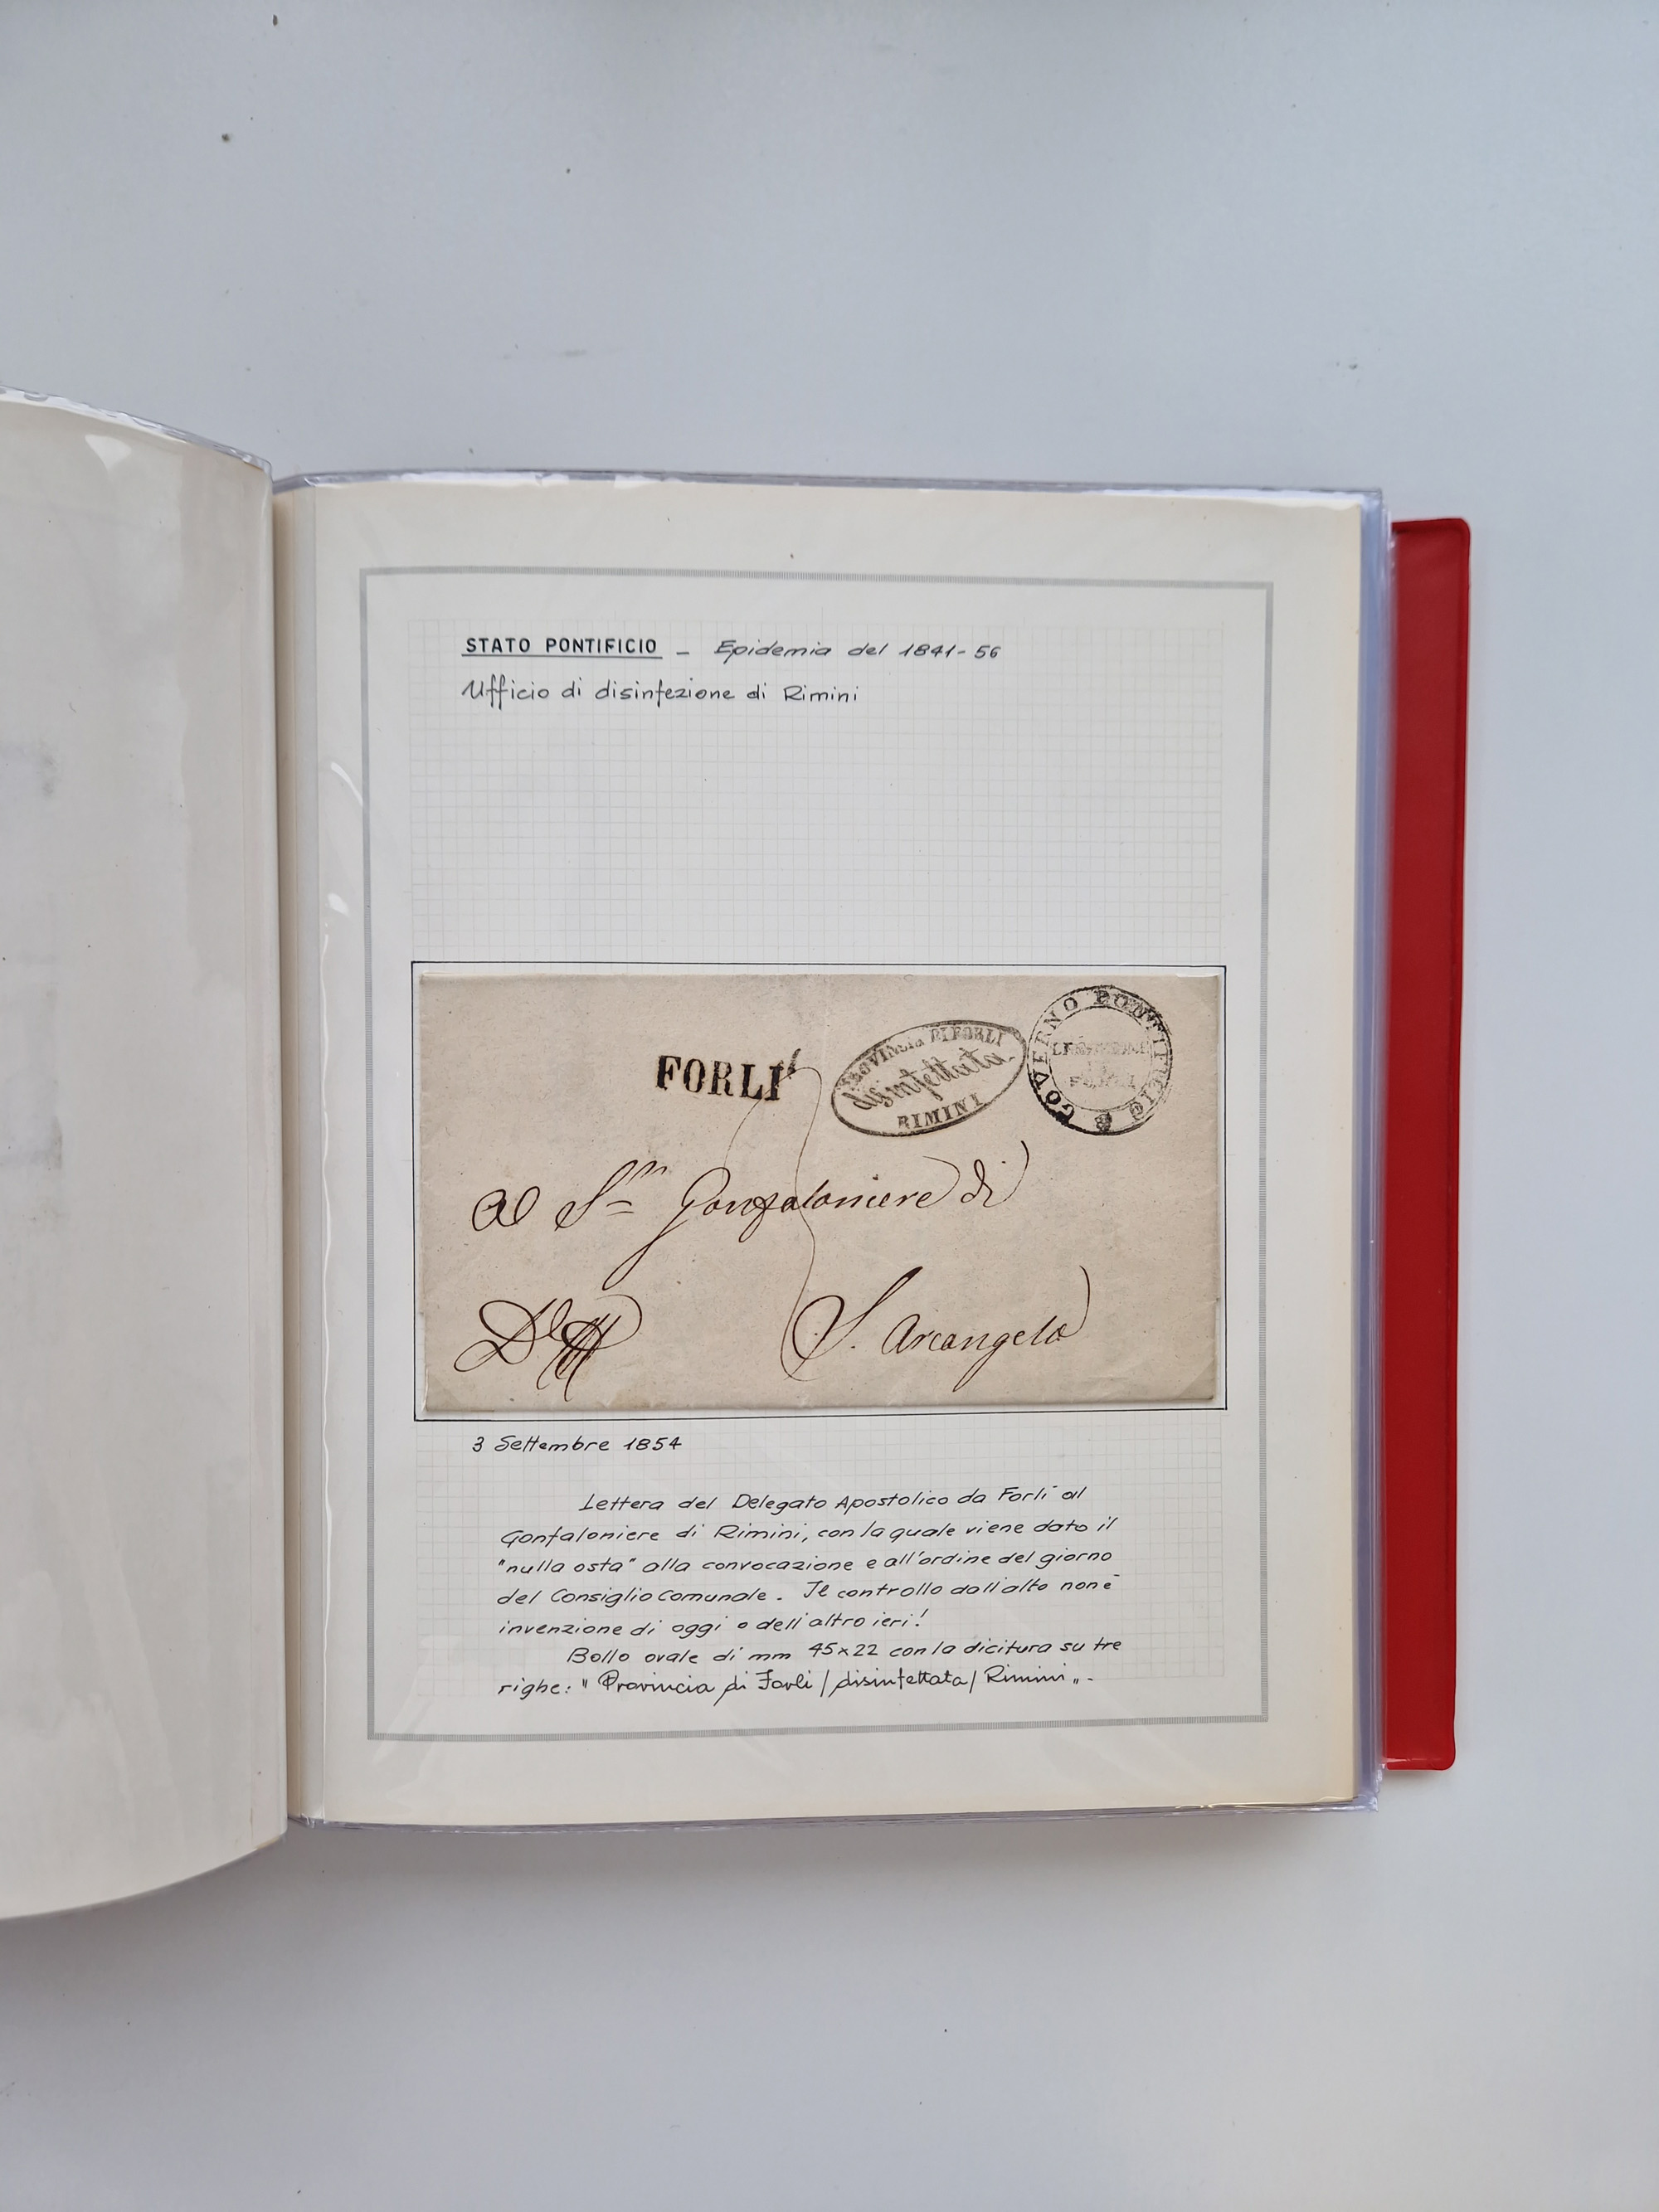 STATO PONTIFICIO - Epidemia del 1841-56
Ufficio di disinfezione di Rimini
FORLI'
PROVINCIA DI FORLI
disinfettata
RIMINI
GOVERNO PONTIFICIO
FORLI
Al S. Gonfaloniere di
S. Arcangelo
3 Settembre 1854
Lettera del Delegato Apostolico da Forlì al
Gonfaloniere di Rimini, con la quale viene dato il
"nulla osta" alla convocazione e all'ordine del giorno
del Consiglio Comunale. Il controllo dall'alto non è
invenzione di oggi o dell'altro ieri!
Bollo ovale di mm 45x22 con la dicitura su tre
righe: "Provincia di Forli/disinfettata/Rimini".-